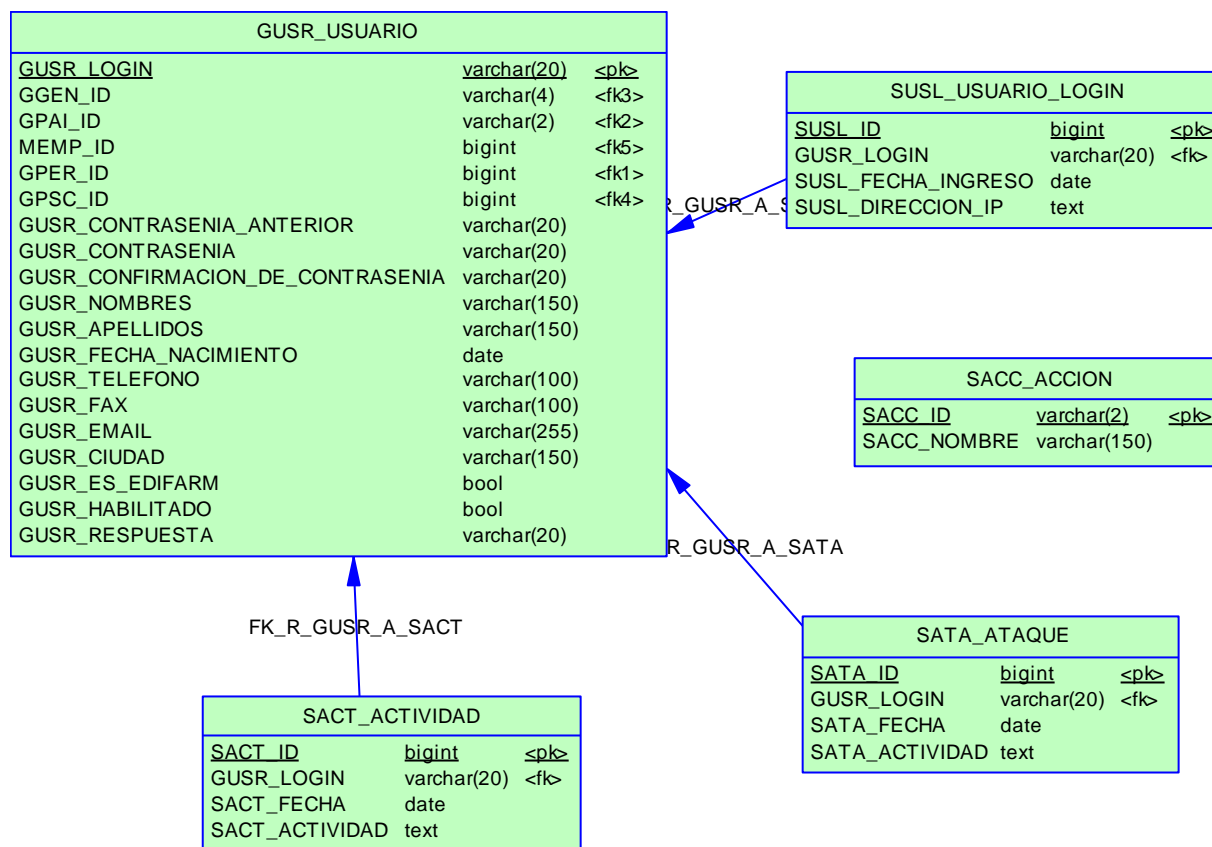 GUSR_USUARIO
GUSR_LOGIN varchar(20) <pk>
GGEN_ID varchar(4) <fk3>
GPAI_ID varchar(2) <fk2>
MEMP_ID bigint <fk5>
GPER_ID bigint <fk1>
GPSC_ID bigint <fk4>
GUSR_CONTRASENIA_ANTERIOR varchar(20)
GUSR_CONTRASENIA varchar(20)
GUSR_CONFIRMACION_DE_CONTRASENIA varchar(20)
GUSR_NOMBRES varchar(150)
GUSR_APELLIDOS varchar(150)
GUSR_FECHA_NACIMIENTO date
GUSR_TELEFONO varchar(100)
GUSR_FAX varchar(100)
GUSR_EMAIL varchar(255)
GUSR_CIUDAD varchar(150)
GUSR_ES_EDIFARM bool
GUSR_HABILITADO bool
GUSR_RESPUESTA varchar(20)
SUSL_USUARIO_LOGIN
SUSL_ID bigint <pk>
GUSR_LOGIN varchar(20) <fk>
SUSL_FECHA_INGRESO date
SUSL_DIRECCION_IP text
_GUSR_A_S
SACC_ACCION
SACC_ID varchar(2) <pk>
SACC_NOMBRE varchar(150)
R_GUSR_A_SATA
FK_R_GUSR_A_SACT
SATA_ATAQUE
SATA_ID bigint <pk>
GUSR_LOGIN varchar(20) <fk>
SATA_FECHA date
SATA_ACTIVIDAD text
SACT_ACTIVIDAD
SACT_ID bigint <pk>
GUSR_LOGIN varchar(20) <fk>
SACT_FECHA date
SACT_ACTIVIDAD text